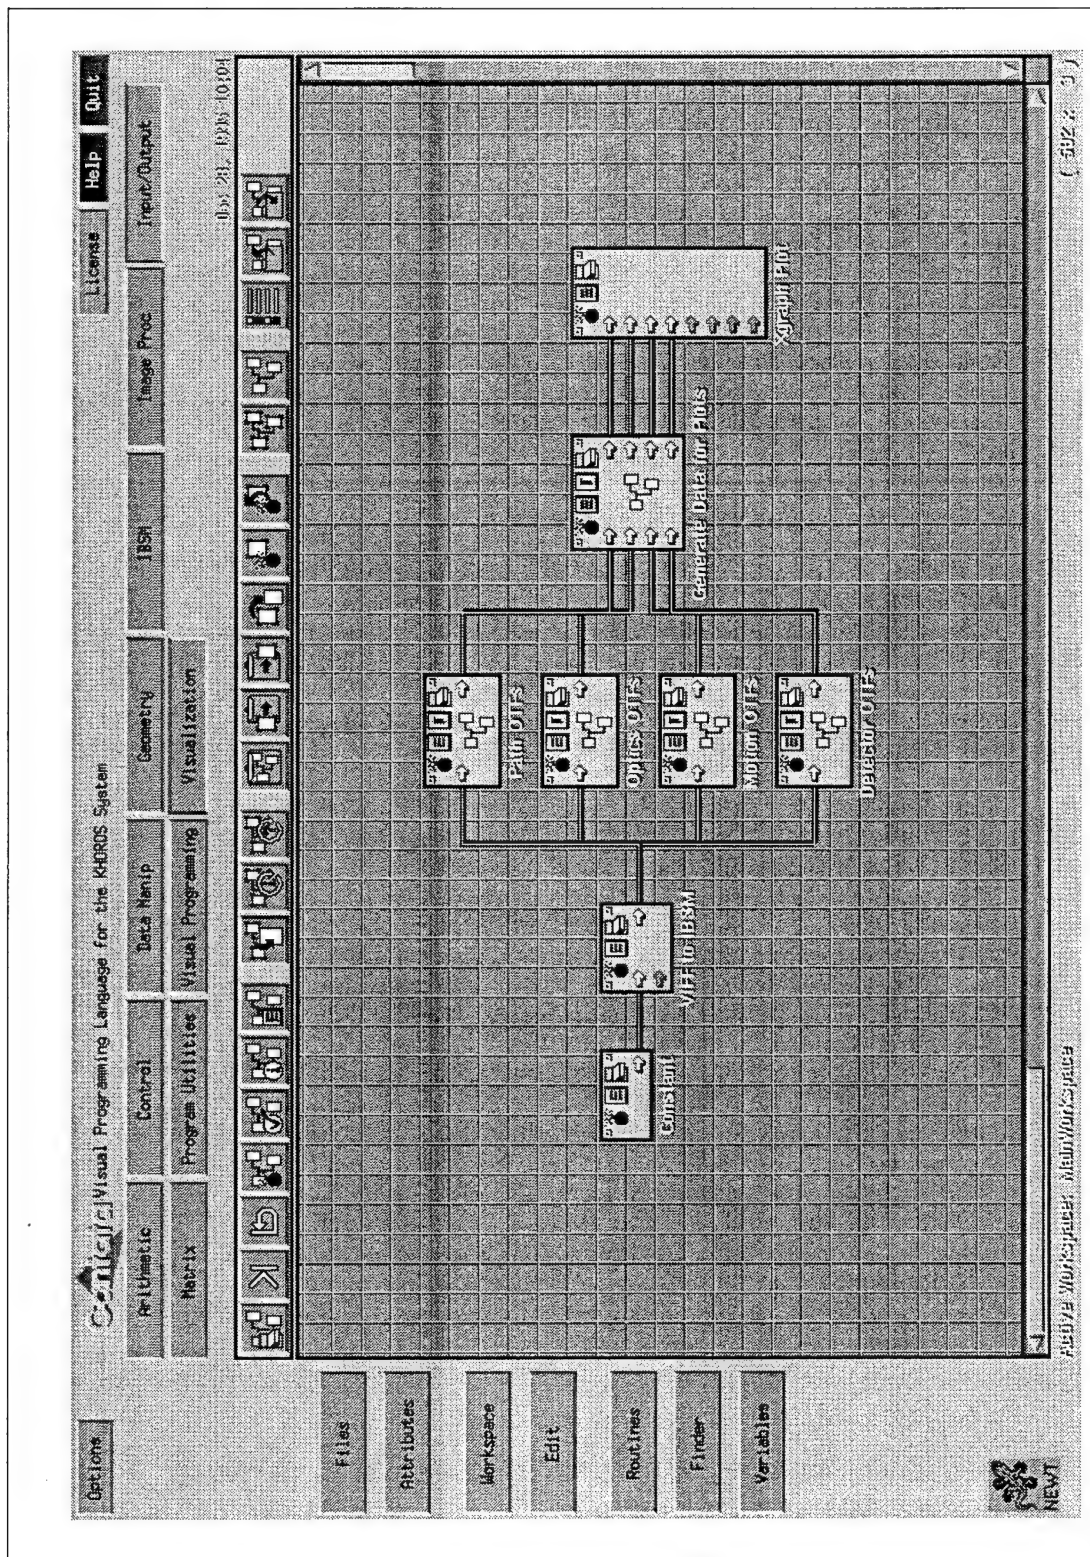 Options
Cantata Visual Programming Language for the KHOROS System
License
Help
Quit
Arithmetic
Control
Data Manip
Geometry
IBSM
Image Proc
Input/Output
Matrix
Program Utilities
Visual Programming
Visualization
Files
Attributes
Workspace
Edit
Routines
Finder
Variables
Constant
VIFF to IBSM
Path OTFs
Optics OTFs
Motion OTFs
Detector OTFs
Generate Data for Plots
Xgraph Plot
NEWT
Active Workspace: MainWorkspace